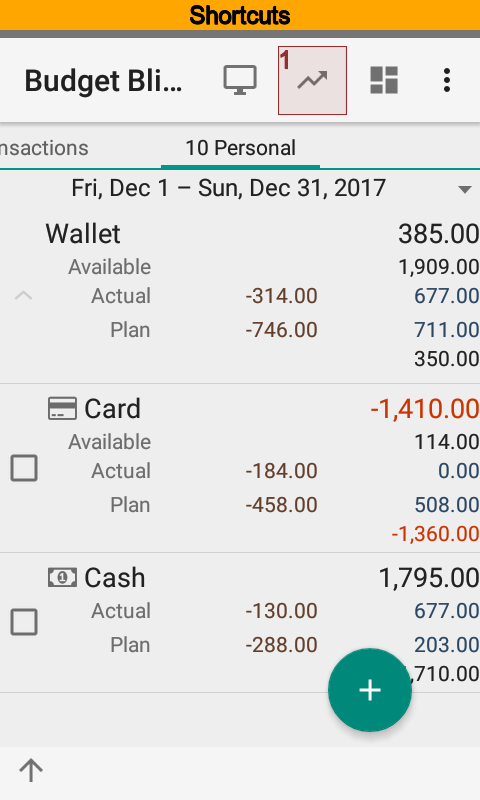 Shortcuts
Budget Bli...
1
nsactions
10 Personal
Fri, Dec 1 – Sun, Dec 31, 2017
Wallet 385.00
Available 1,909.00
Actual -314.00 677.00
Plan -746.00 711.00
350.00
Card -1,410.00
Available 114.00
Actual -184.00 0.00
Plan -458.00 508.00
-1,360.00
Cash 1,795.00
Actual -130.00 677.00
Plan -288.00 203.00
,710.00